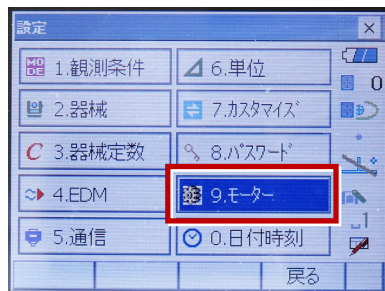 設定
1.観測条件
6.単位
2.器械
7.ｶｽﾀﾏｲｽﾞ
3.器械定数
8.ﾊﾟｽﾜｰﾄﾞ
4.EDM
9.ﾓｰﾀｰ
5.通信
0.日付時刻
戻る
0
1